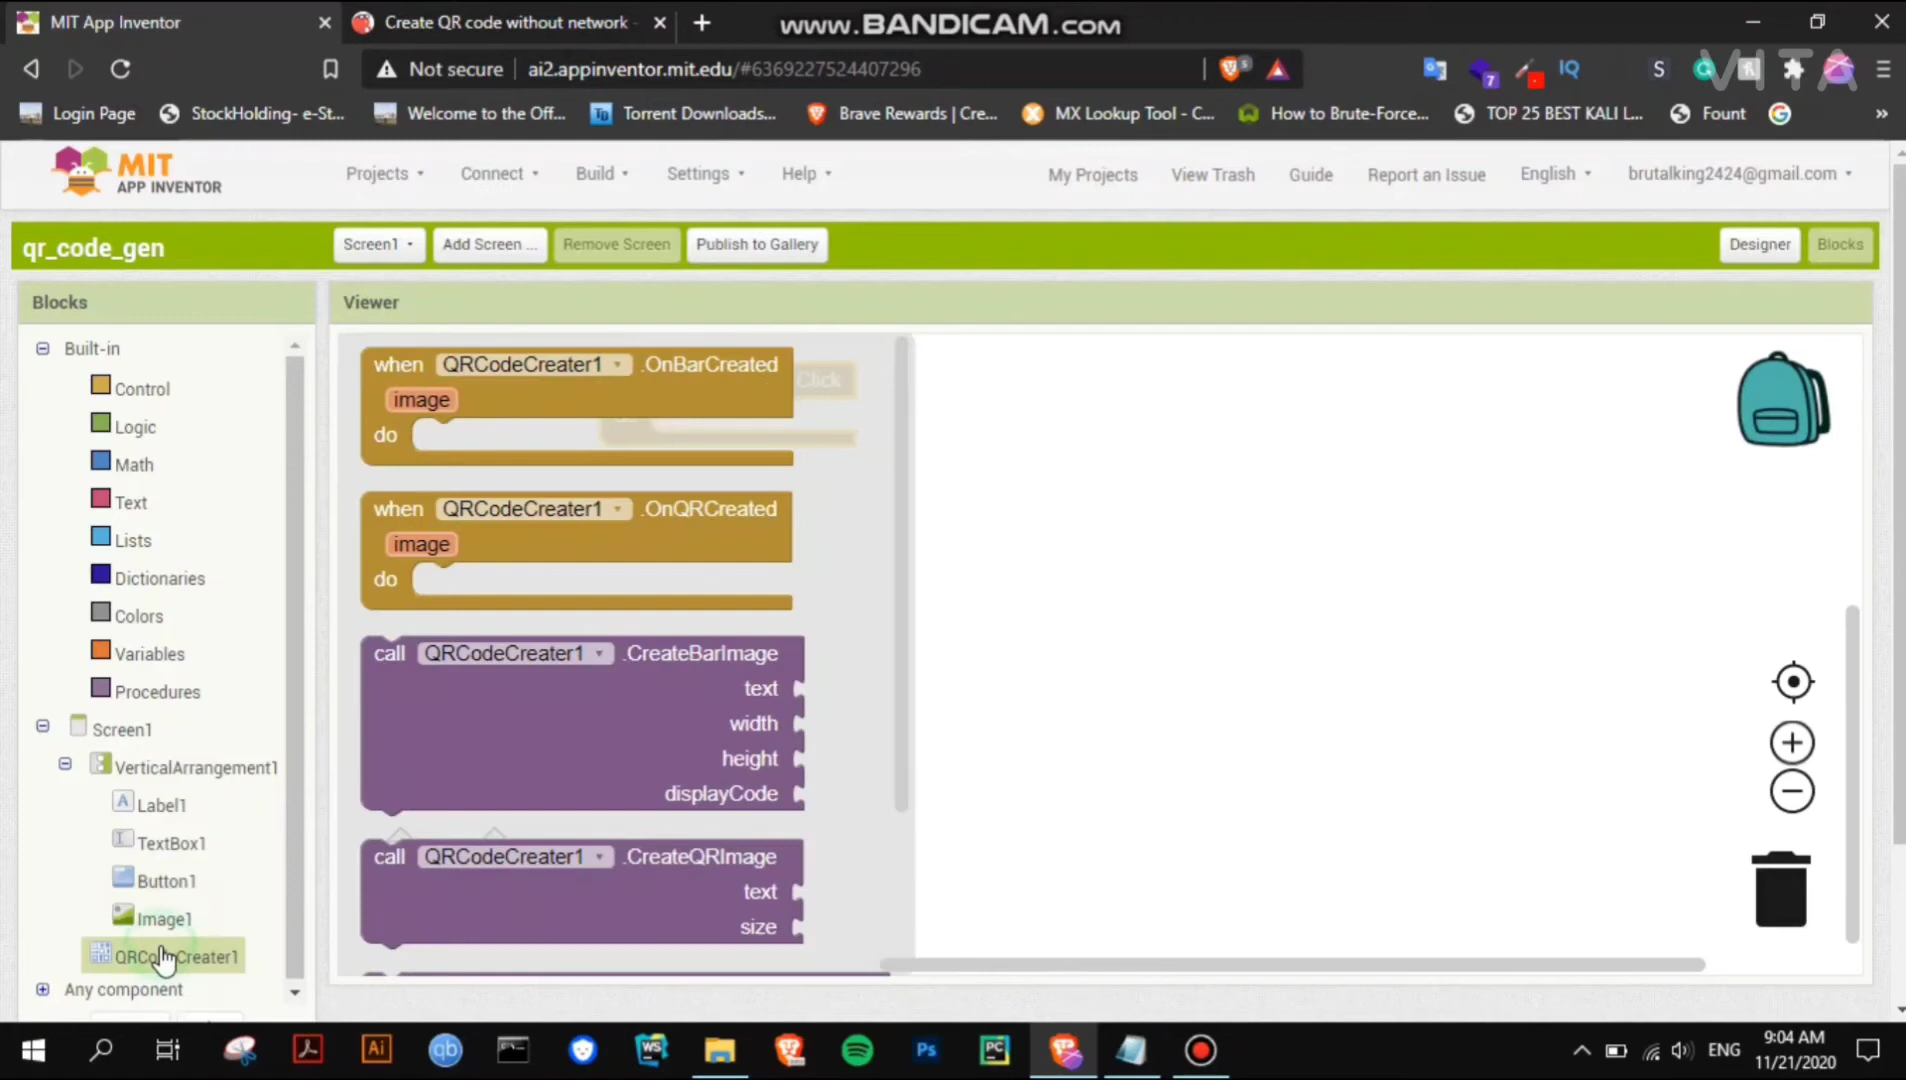 MIT App Inventor
Create QR code without network -
www.BANDICAM.com
Not secure
ai2.appinventor.mit.edu/#6369227524407296
VITA
Login Page
StockHolding- e-St...
Welcome to the Off...
Torrent Downloads...
Brave Rewards | Cre...
MX Lookup Tool - C...
How to Brute-Force...
TOP 25 BEST KALI L...
Fount
»
MIT
APP INVENTOR
Projects
Connect
Build
Settings
Help
My Projects
View Trash
Guide
Report an Issue
English
brutalking2424@gmail.com
qr_code_gen
Screen1
Add Screen ...
Remove Screen
Publish to Gallery
Designer
Blocks
Blocks
Viewer
Built-in
Control
Logic
Math
Text
Lists
Dictionaries
Colors
Variables
Procedures
Screen1
VerticalArrangement1
Label1
TextBox1
Button1
Image1
QRCodeCreater1
Any component
when QRCodeCreater1 .OnBarCreated
image
do
Click
when QRCodeCreater1 .OnQRCreated
image
do
call QRCodeCreater1 .CreateBarImage
text
width
height
displayCode
call QRCodeCreater1 .CreateQRImage
text
size
ENG
9:04 AM
11/21/2020